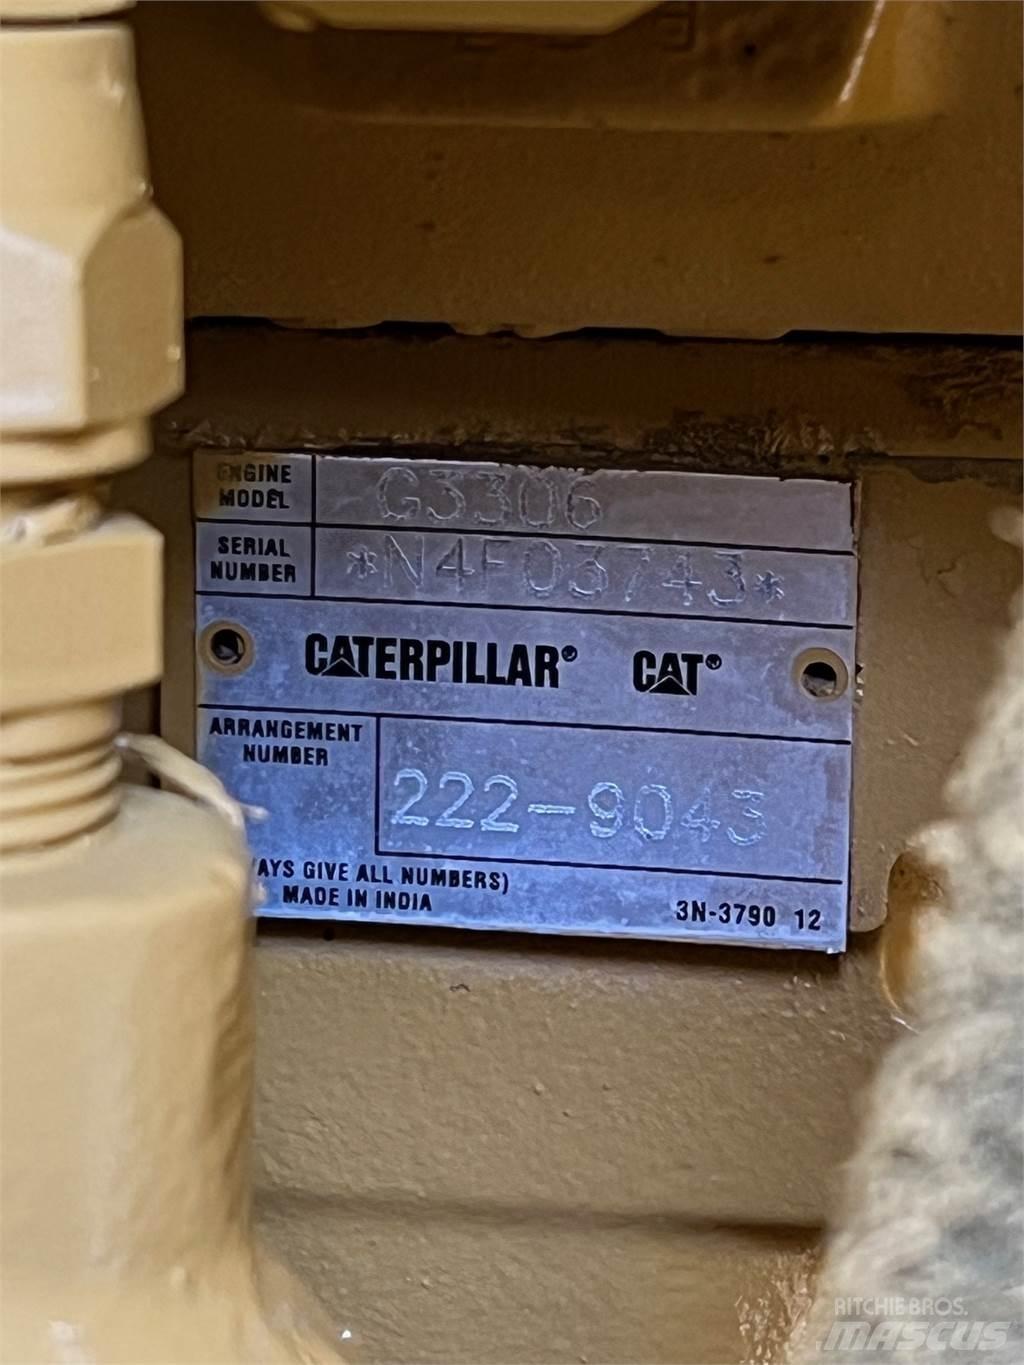 ENGINE MODEL G3306
SERIAL NUMBER *N4F03743*
CATERPILLAR® CAT®
ARRANGEMENT NUMBER 222-9043
AYS GIVE ALL NUMBERS)
MADE IN INDIA 3N-3790 12
RITCHIE BROS.
MASCUS